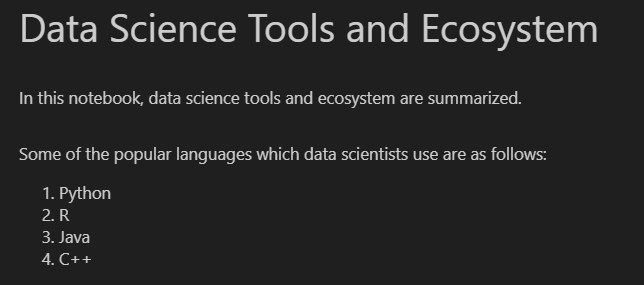 Data Science Tools and Ecosystem
In this notebook, data science tools and ecosystem are summarized.
Some of the popular languages which data scientists use are as follows:
1. Python
2. R
3. Java
4. C++